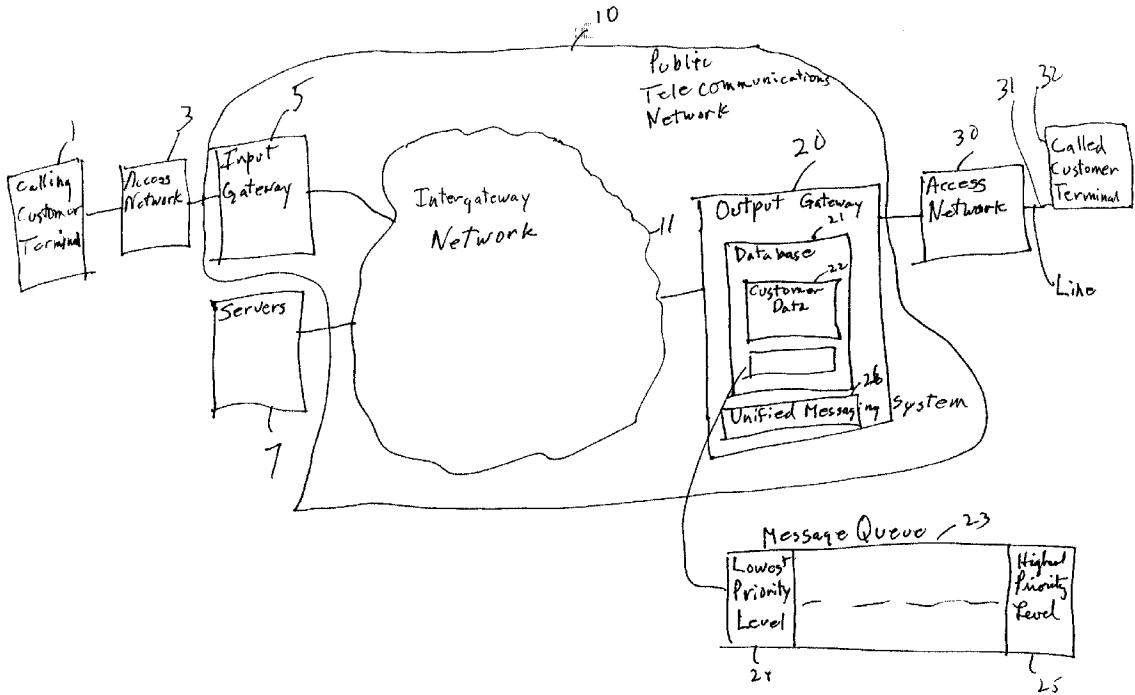 10
Public
Tele communications
Network
1
3
5
Calling
Customer
Terminal
Access
Network
Input
Gateway
Intergateway
Network
11
20
Output Gateway
21
Database
22
Customer
Data
26
Unified Messaging System
30
Access
Network
31
32
Called
Customer
Terminal
Line
Servers
7
Message Queue
23
Lowest
Priority
Level
24
Highest
Priority
Level
25